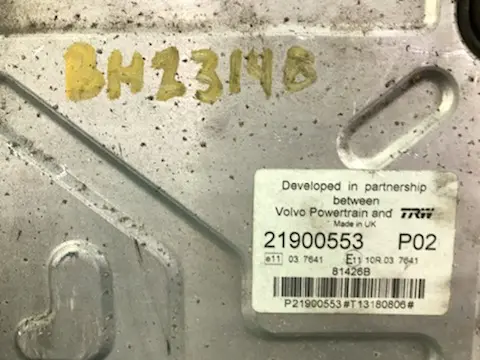 BH2314B
Developed in partnership
between
Volvo Powertrain and TRW
Made in UK
21900553 P02
e11 03 7641 E11 10R 03 7641
81426B
P21900553#T13180806#